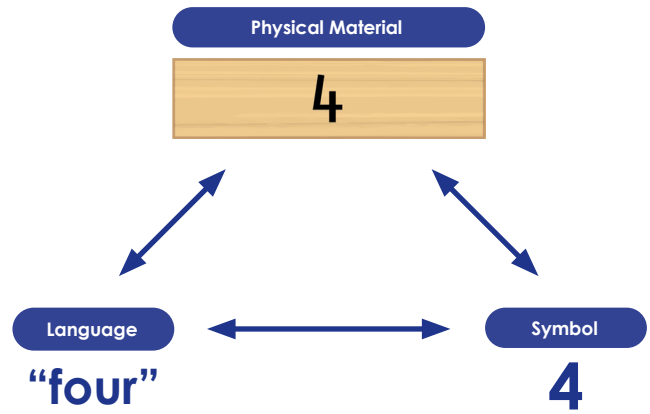 Physical Material
4
Language
Symbol
“four”
4